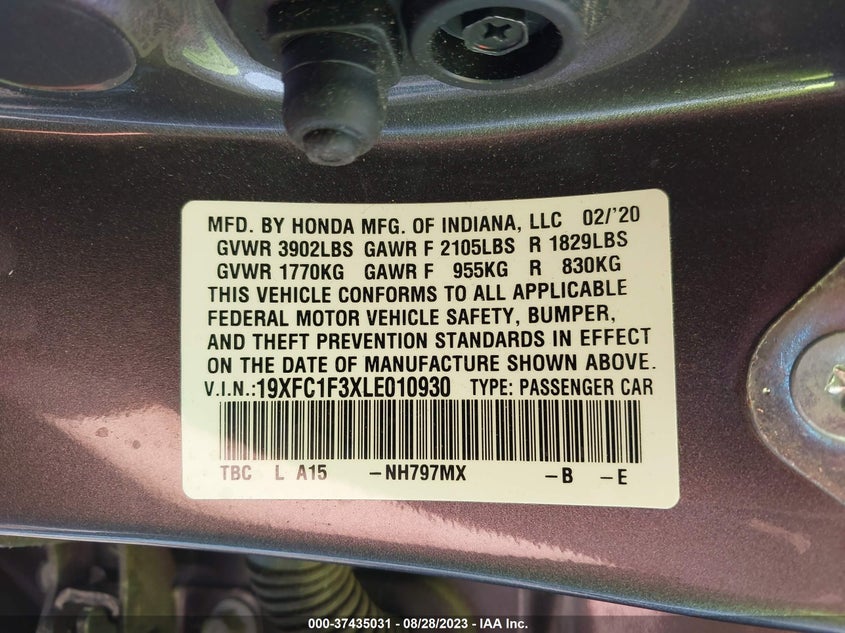 MFD. BY HONDA MFG. OF INDIANA, LLC 02/'20
GVWR 3902LBS GAWR F 2105LBS R 1829LBS
GVWR 1770KG GAWR F 955KG R 830KG
THIS VEHICLE CONFORMS TO ALL APPLICABLE
FEDERAL MOTOR VEHICLE SAFETY, BUMPER,
AND THEFT PREVENTION STANDARDS IN EFFECT
ON THE DATE OF MANUFACTURE SHOWN ABOVE.
V.I.N.:19XFC1F3XLE010930 TYPE: PASSENGER CAR
TBC L A15 -NH797MX -B -E
000-37435031 - 08/28/2023 - IAA Inc.